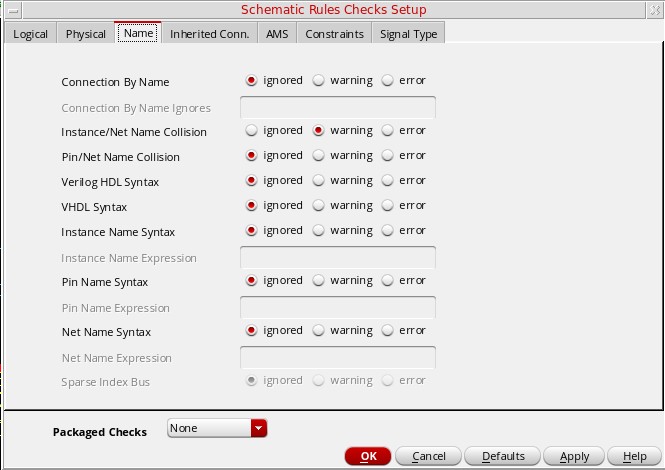 Schematic Rules Checks Setup
Logical Physical Name Inherited Conn. AMS Constraints Signal Type
Connection By Name ignored warning error
Connection By Name Ignores
Instance/Net Name Collision ignored warning error
Pin/Net Name Collision ignored warning error
Verilog HDL Syntax ignored warning error
VHDL Syntax ignored warning error
Instance Name Syntax ignored warning error
Instance Name Expression
Pin Name Syntax ignored warning error
Pin Name Expression
Net Name Syntax ignored warning error
Net Name Expression
Sparse Index Bus ignored warning error
Packaged Checks None
OK Cancel Defaults Apply Help